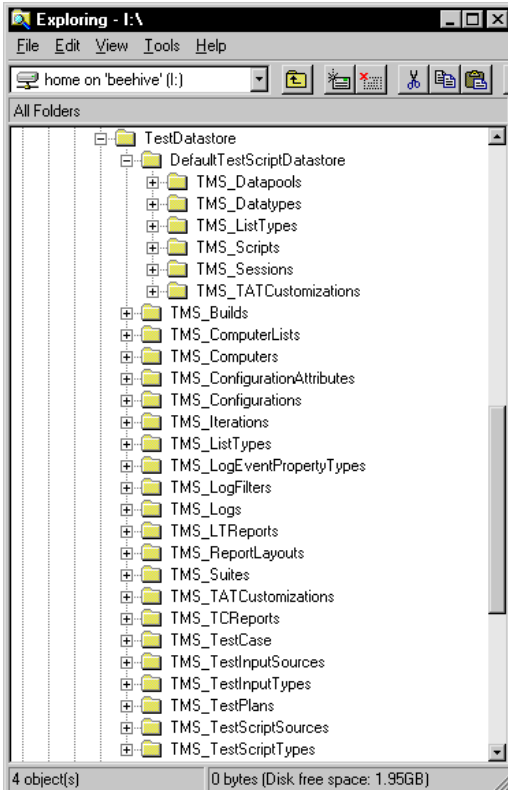 Exploring - I:\
File Edit View Tools Help
home on 'beehive' (I:)
All Folders
TestDatastore
DefaultTestScriptDatastore
TMS_Datapools
TMS_Datatypes
TMS_ListTypes
TMS_Scripts
TMS_Sessions
TMS_TATCustomizations
TMS_Builds
TMS_ComputerLists
TMS_Computers
TMS_ConfigurationAttributes
TMS_Configurations
TMS_Iterations
TMS_ListTypes
TMS_LogEventPropertyTypes
TMS_LogFilters
TMS_Logs
TMS_LTReports
TMS_ReportLayouts
TMS_Suites
TMS_TATCustomizations
TMS_TCReports
TMS_TestCase
TMS_TestInputSources
TMS_TestInputTypes
TMS_TestPlans
TMS_TestScriptSources
TMS_TestScriptTypes
4 object(s) 0 bytes (Disk free space: 1.95GB)